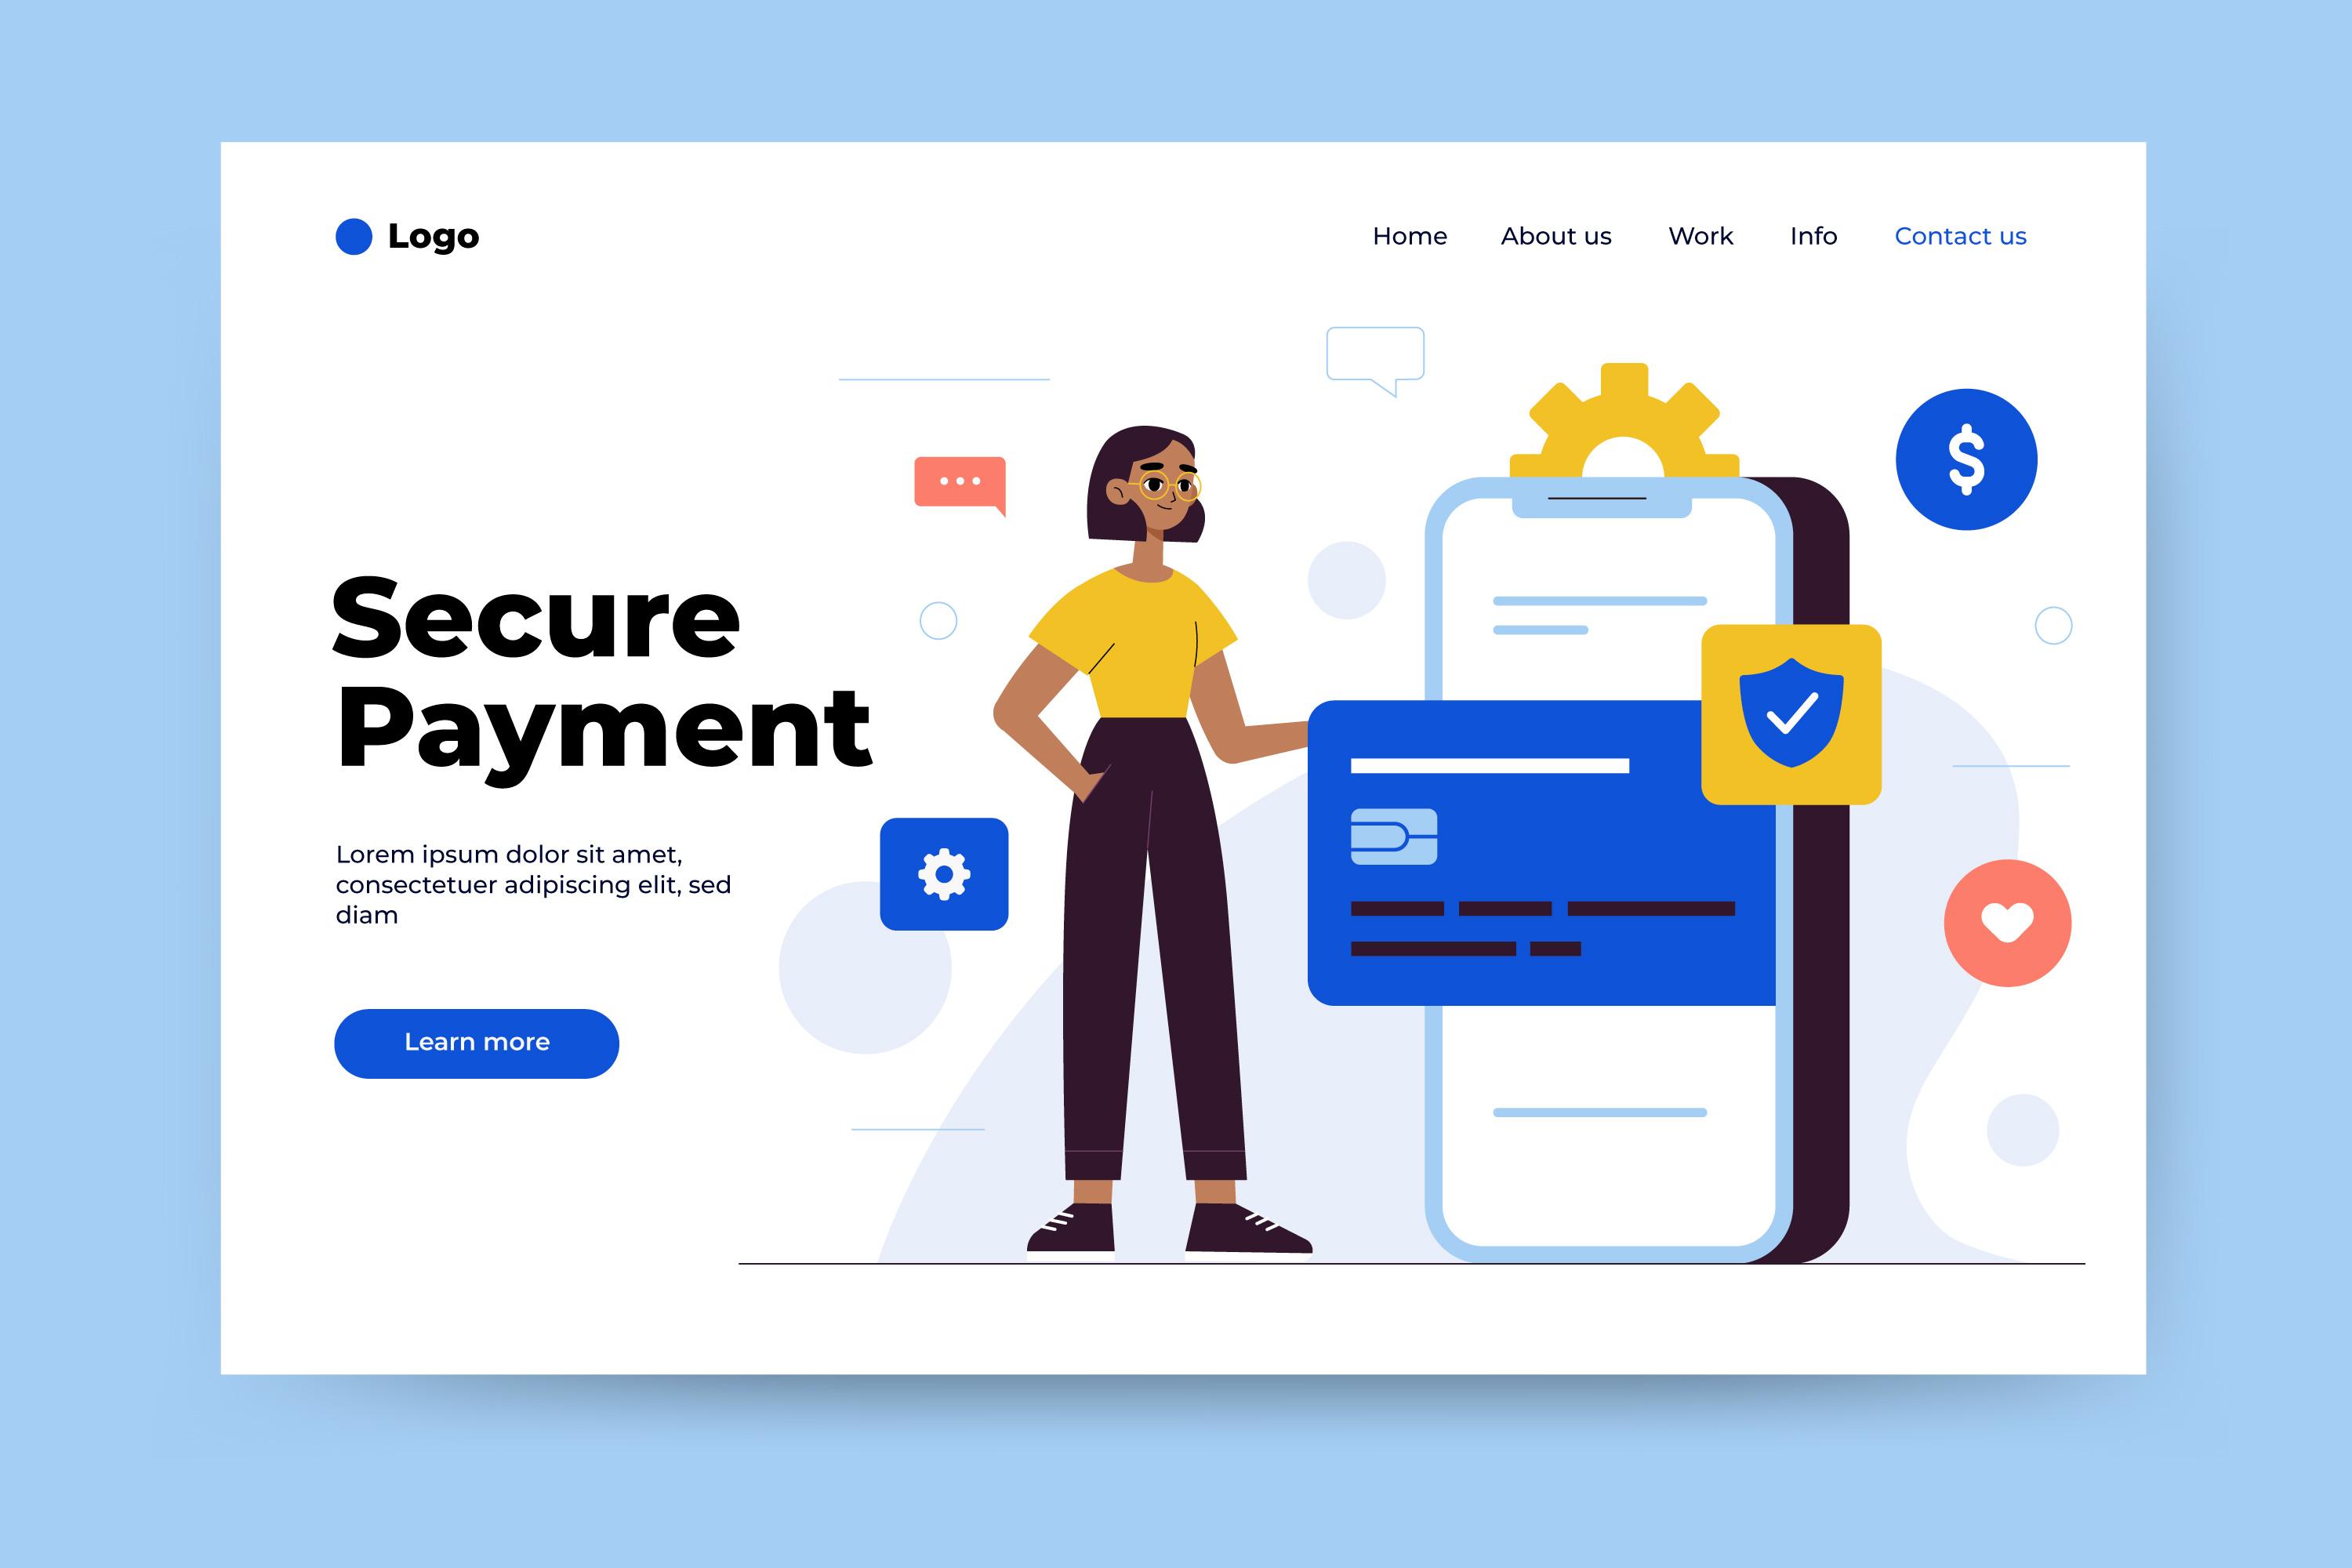 Logo
Home About us Work Info Contact us
Secure
Payment
Lorem ipsum dolor sit amet,
consectetuer adipiscing elit, sed
diam
Learn more
$